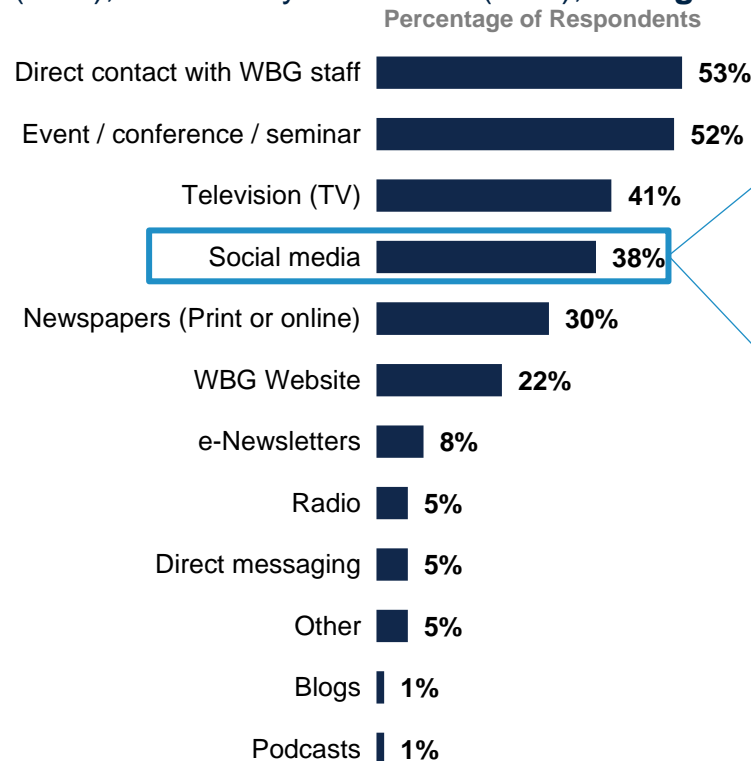 Percentage of Respondents
Direct contact with WBG staff 53%
Event / conference / seminar 52%
Television (TV) 41%
Social media 38%
Newspapers (Print or online) 30%
WBG Website 22%
e-Newsletters 8%
Radio 5%
Direct messaging 5%
Other 5%
Blogs 1%
Podcasts 1%